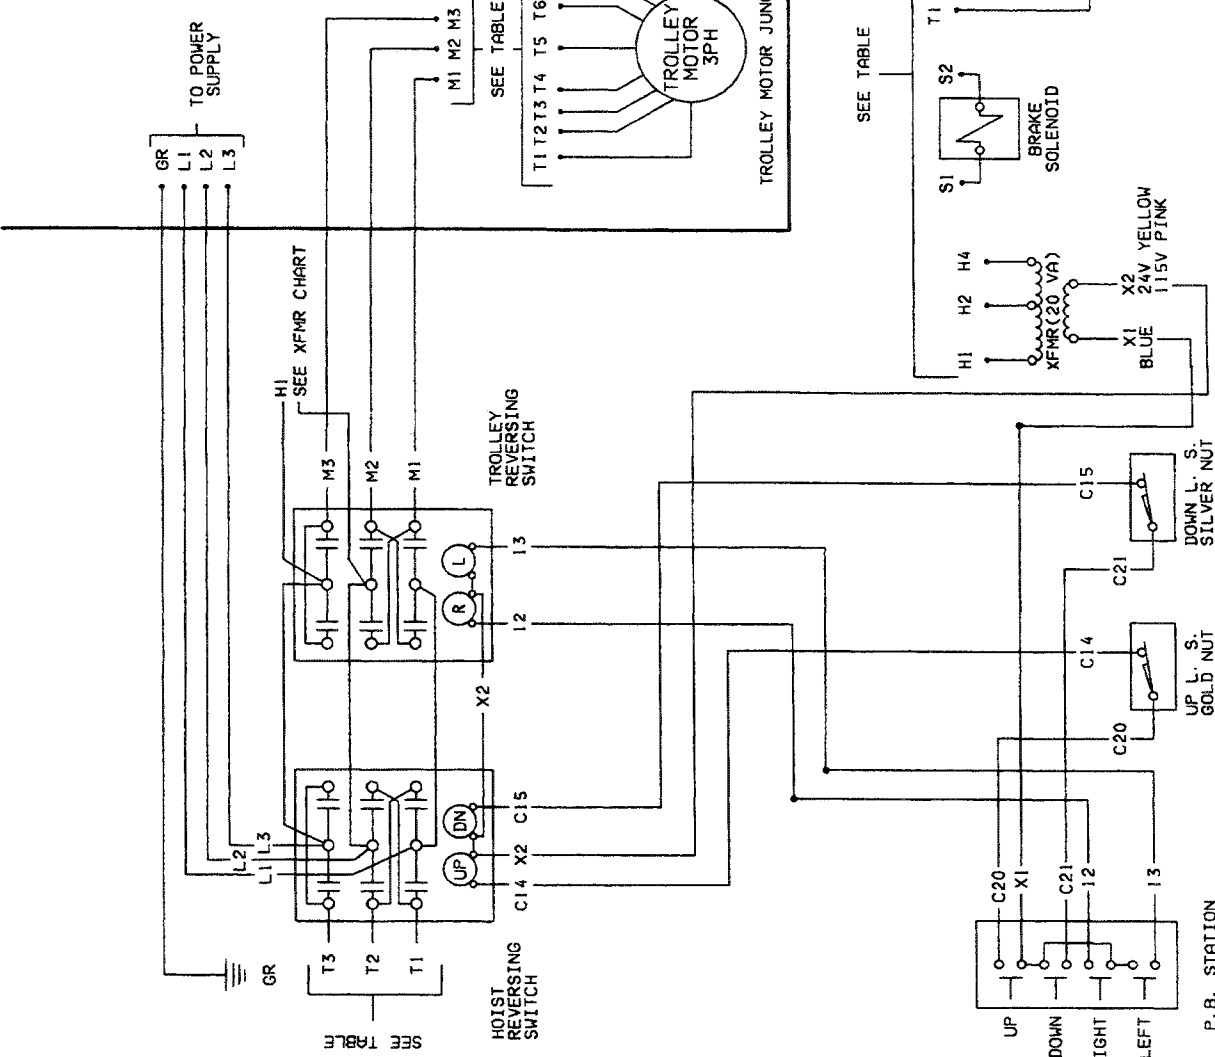 TO POWER
SUPPLY
GR
L1
L2
L3
M1 M2 M3
SEE TABLE
T1 T2 T3 T4 T5 T6
TROLLEY
MOTOR
3PH
SEE TABLE
T1
S2
S1
BRAKE
SOLENOID
H1
SEE XFMR CHART
H4
H2
H1
XFMR(20 VA)
X2
24V YELLOW
115V PINK
X1
BLUE
M3
M2
M1
TROLLEY
REVERSING
SWITCH
L
R
13
12
X2
C15
DOWN L. S.
SILVER NUT
C21
C14
UP L. S.
GOLD NUT
C20
L3
L2
L1
DN
UP
C15
X2
C14
T3
T2
T1
GR
SEE TABLE
HOIST
REVERSING
SWITCH
C20
X1
C21
12
13
UP
DOWN
IGHT
LEFT
P.B. STATION
TROLLEY MOTOR JUNC